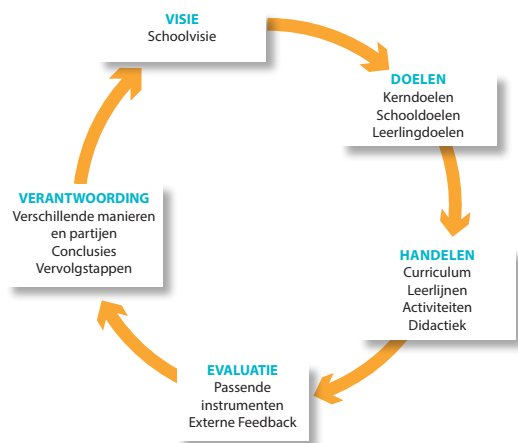 VISIE
Schoolvisie
DOELEN
Kerndoelen
Schooldoelen
Leerlingdoelen
HANDELEN
Curriculum
Leerlijnen
Activiteiten
Didactiek
EVALUATIE
Passende
instrumenten
Externe Feedback
VERANTWOORDING
Verschillende manieren
en partijen
Conclusies
Vervolgstappen